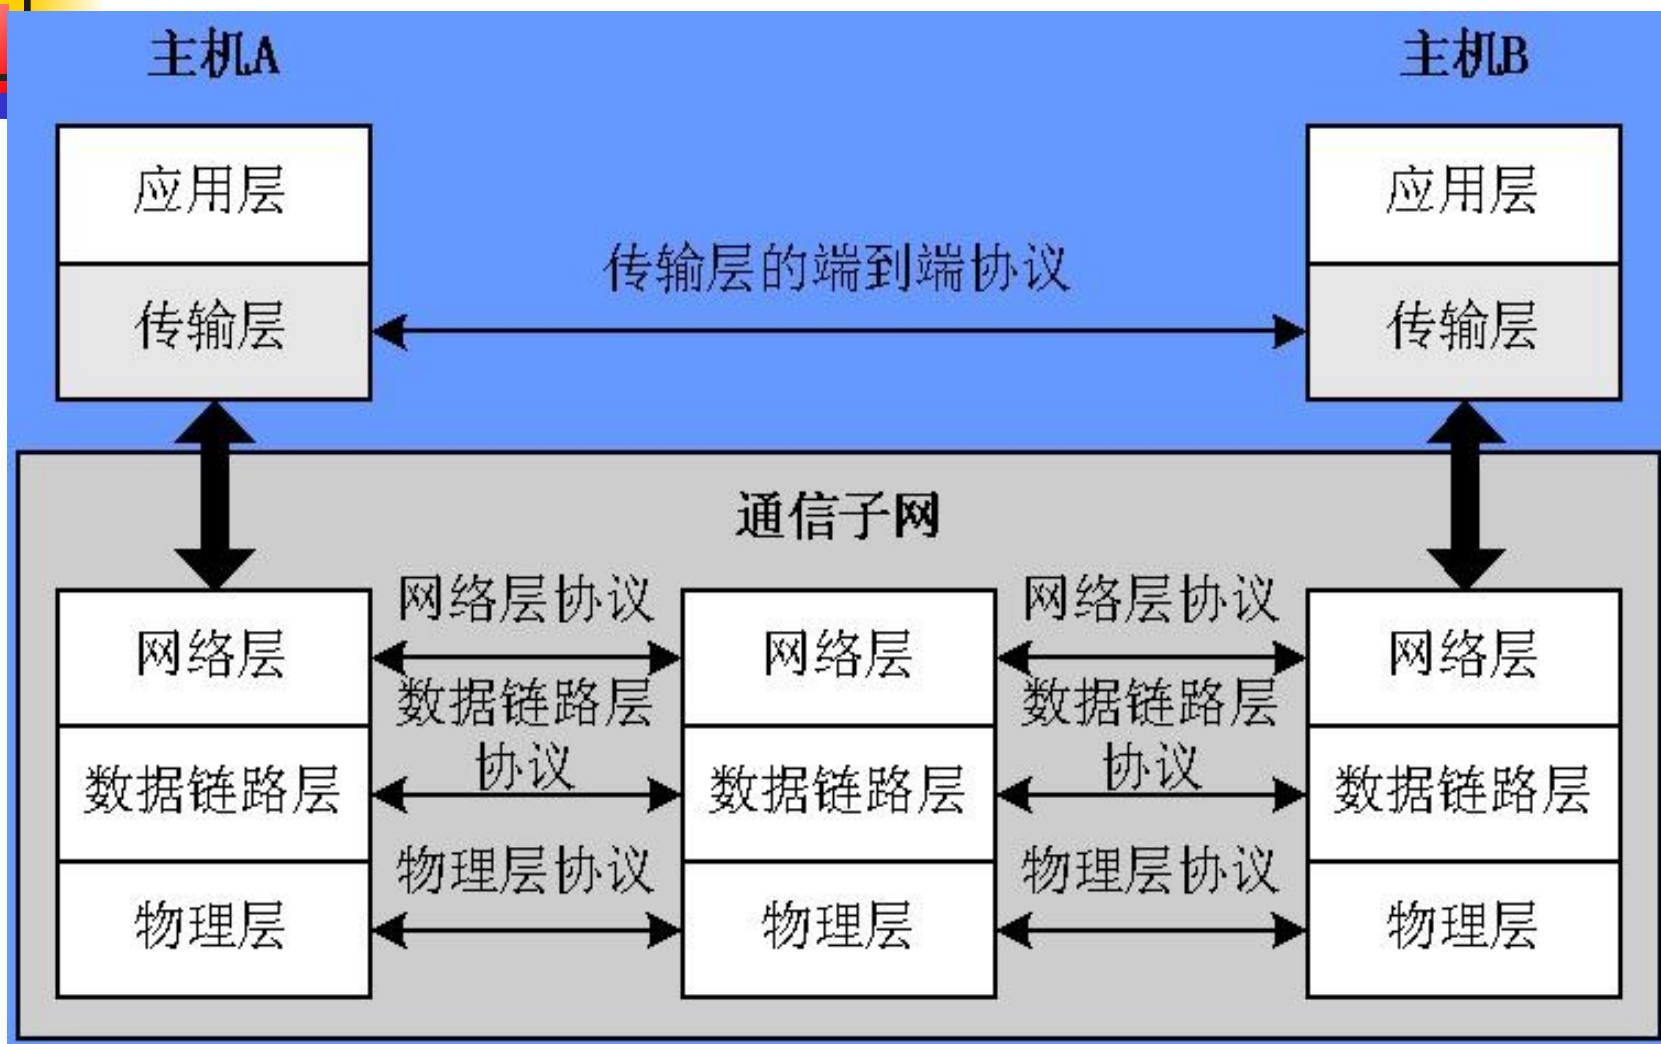 主机A
主机B
应用层
应用层
传输层的端到端协议
传输层
传输层
通信子网
网络层协议
网络层协议
网络层
网络层
网络层
数据链路层
协议
数据链路层
协议
数据链路层
数据链路层
数据链路层
物理层协议
物理层协议
物理层
物理层
物理层